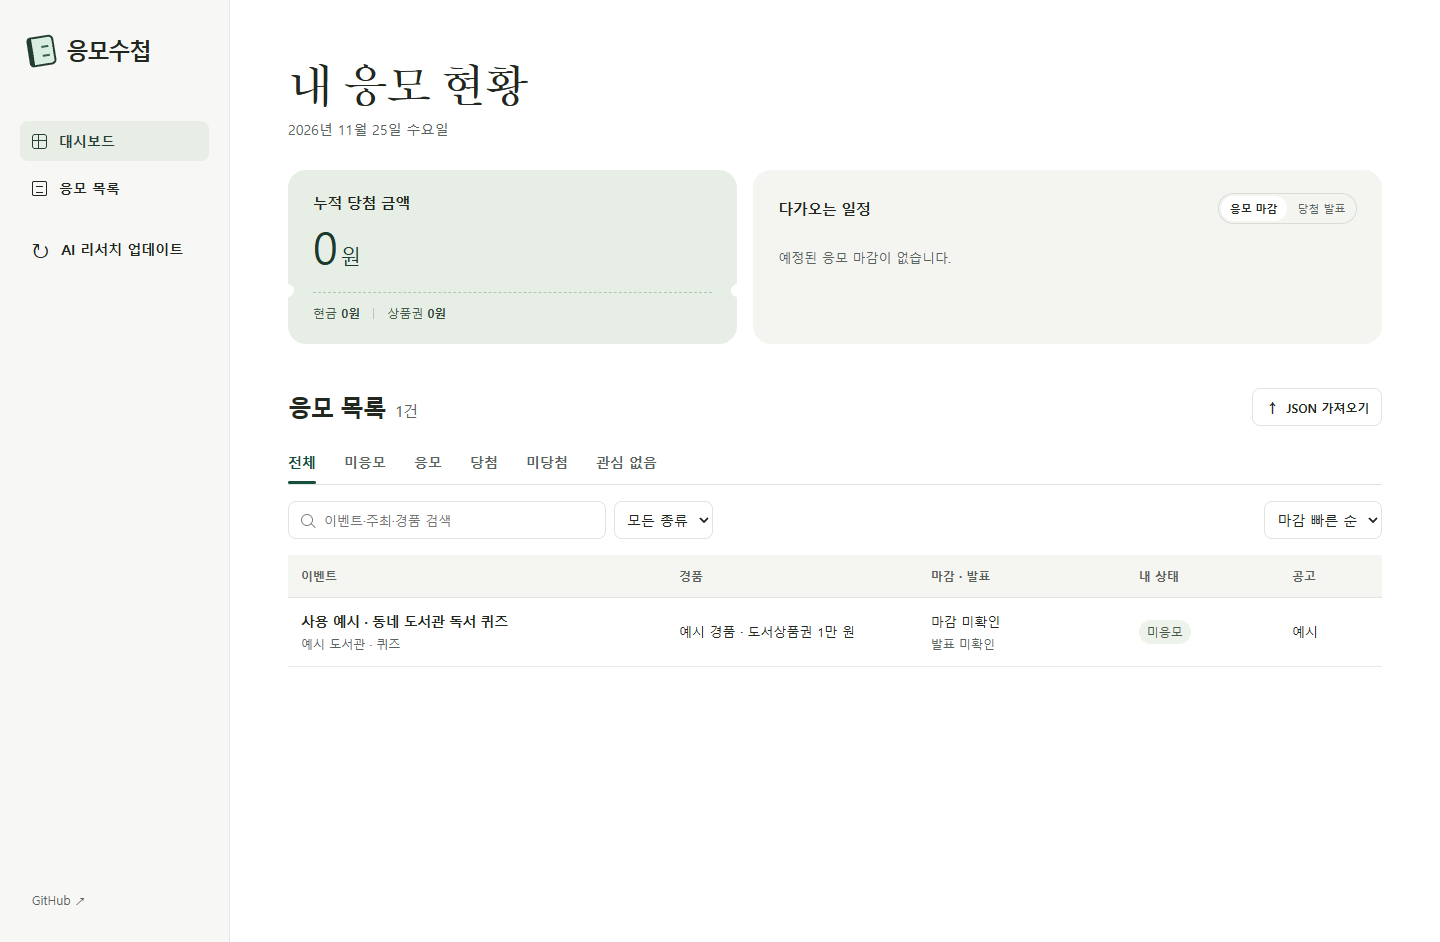 응모수첩
대시보드
응모 목록
AI 리서치 업데이트
GitHub ↗
내 응모 현황
2026년 11월 25일 수요일
누적 당첨 금액
0원
현금 0원 | 상품권 0원
다가오는 일정
응모 마감 당첨 발표
예정된 응모 마감이 없습니다.
응모 목록 1건
↑ JSON 가져오기
전체 미응모 응모 당첨 미당첨 관심 없음
이벤트·주최·경품 검색 모든 종류 마감 빠른 순
이벤트 경품 마감 · 발표 내 상태 공고
사용 예시 · 동네 도서관 독서 퀴즈
예시 도서관 · 퀴즈
예시 경품 · 도서상품권 1만 원
마감 미확인
발표 미확인
미응모
예시